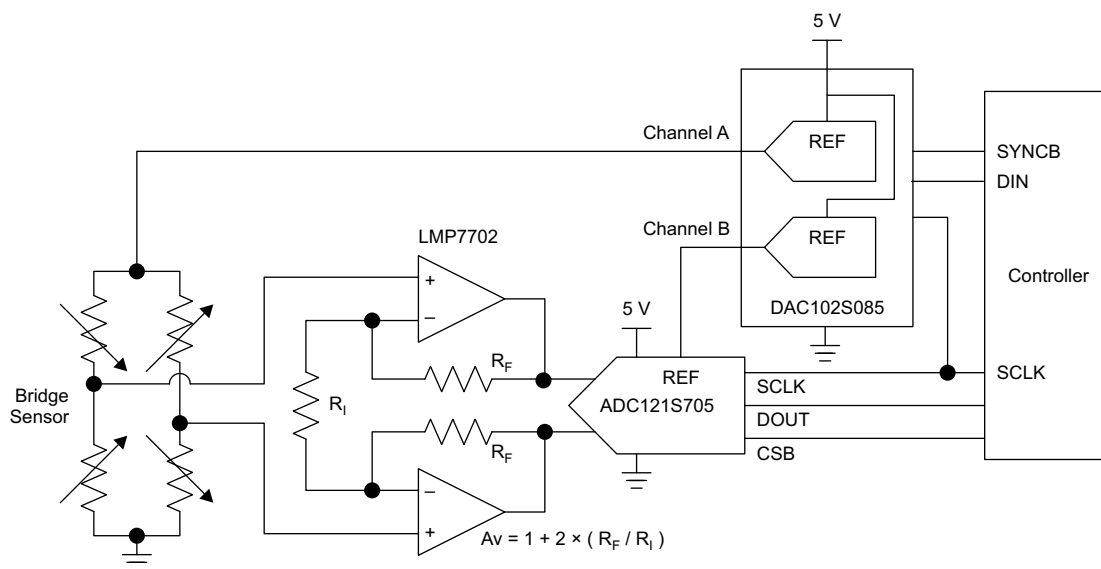 5 V
Channel A
REF
SYNCB
DIN
Channel B
REF
LMP7702
Controller
DAC102S085
5 V
R_F
REF
SCLK
SCLK
Bridge
Sensor
R_I
ADC121S705
DOUT
R_F
CSB
Av = 1 + 2 × ( R_F / R_I )
+
−
−
+